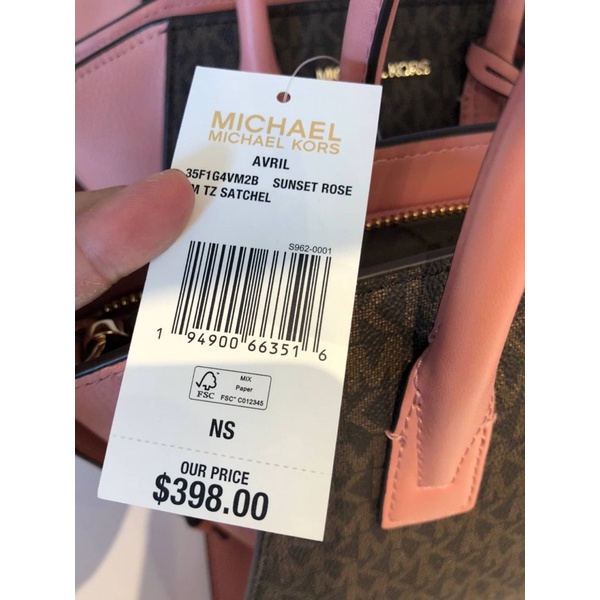 MICHAEL KORS
MICHAEL
MICHAEL KORS
AVRIL
35F1G4VM2B SUNSET ROSE
M TZ SATCHEL
S962-0001
1 94900 66351 6
FSC
MIX
Paper
FSC™ C012345
NS
OUR PRICE
$398.00